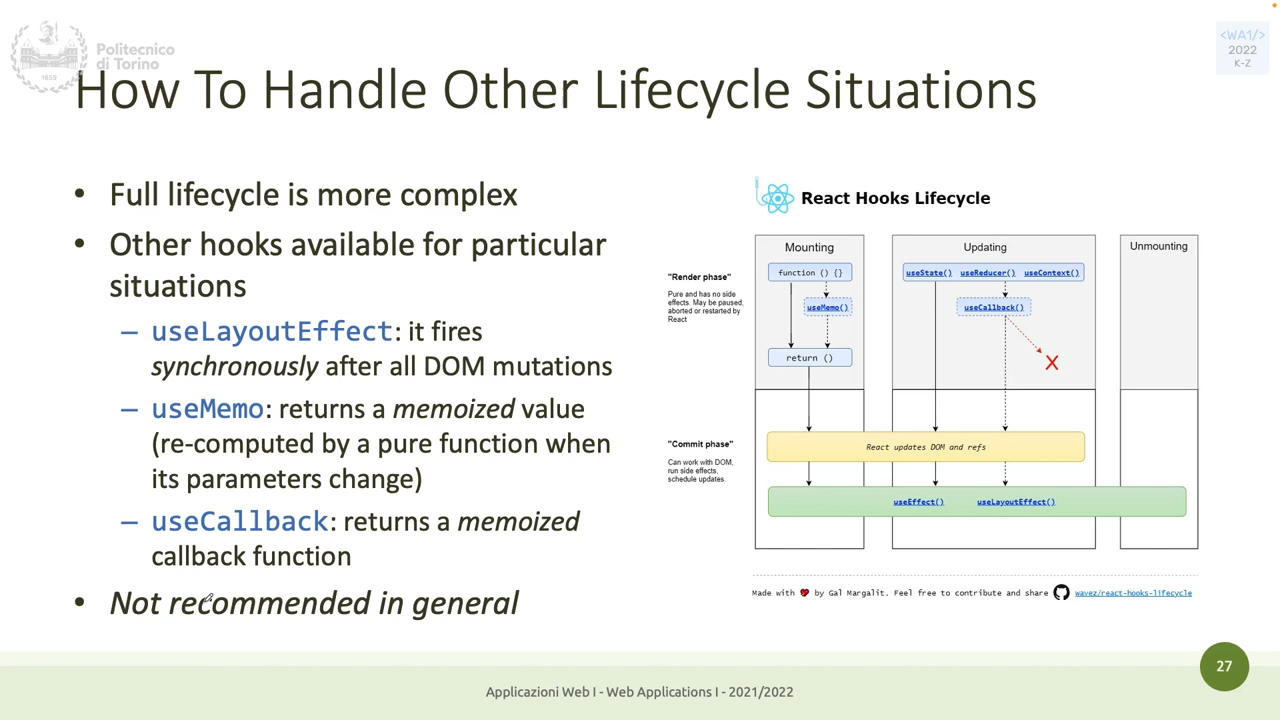 Politecnico
di Torino
1859
<WA1/>
2022
K-Z
How To Handle Other Lifecycle Situations
• Full lifecycle is more complex
• Other hooks available for particular
situations
– useLayoutEffect: it fires
synchronously after all DOM mutations
– useMemo: returns a memoized value
(re-computed by a pure function when
its parameters change)
– useCallback: returns a memoized
callback function
• Not recommended in general
React Hooks Lifecycle
Mounting
Updating
Unmounting
"Render phase"
Pure and has no side
effects. May be paused,
aborted or restarted by
React
function () {}
useMemo()
return ()
useState() useReducer() useContext()
useCallback()
X
"Commit phase"
Can work with DOM,
run side effects,
schedule updates.
React updates DOM and refs
useEffect() useLayoutEffect()
Made with ❤ by Gal Margalit. Feel free to contribute and share wavez/react-hooks-lifecycle
27
Applicazioni Web I - Web Applications I - 2021/2022